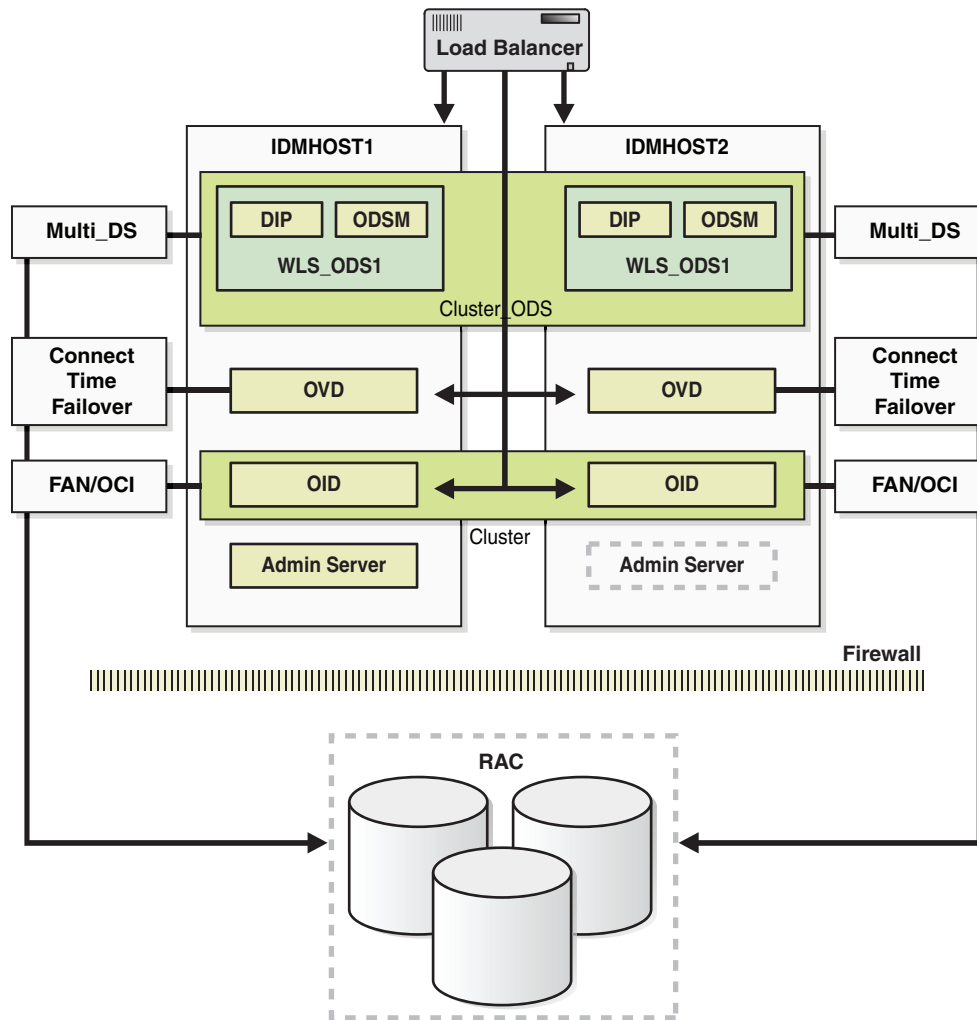 Load Balancer
IDMHOST1
IDMHOST2
Multi_DS
DIP
ODSM
WLS_ODS1
DIP
ODSM
WLS_ODS1
Multi_DS
Cluster_ODS
Connect
Time
Failover
OVD
OVD
Connect
Time
Failover
FAN/OCI
OID
OID
FAN/OCI
Cluster
Admin Server
Admin Server
Firewall
RAC